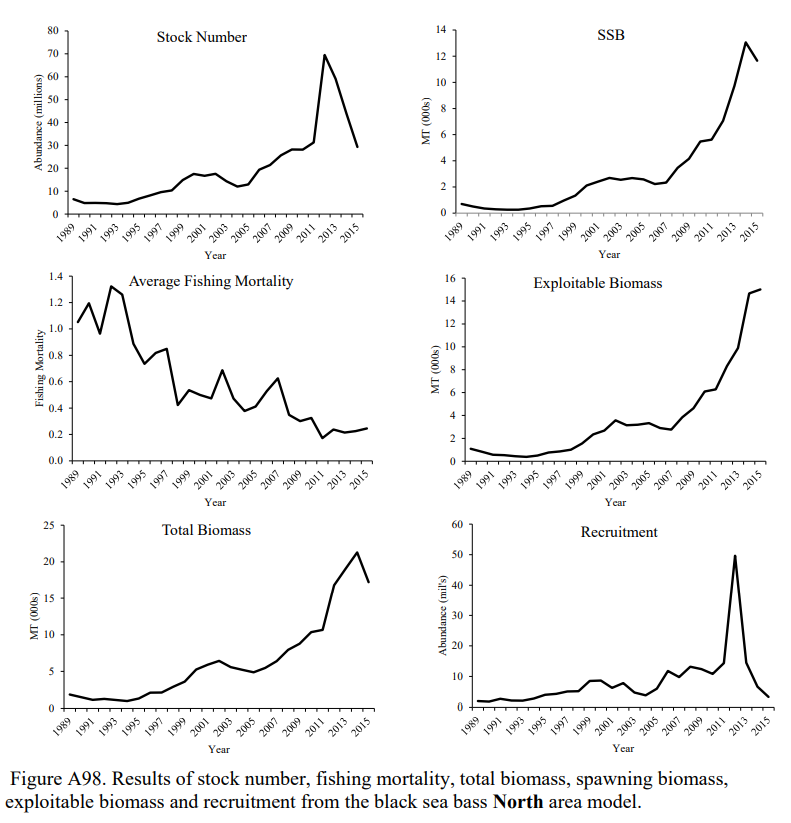 Stock Number
Abundance (millions)
80
70
60
50
40
30
20
10
0
1989 1991 1993 1995 1997 1999 2001 2003 2005 2007 2009 2011 2013 2015
Year
SSB
MT (000s)
14
12
10
8
6
4
2
0
1989 1991 1993 1995 1997 1999 2001 2003 2005 2007 2009 2011 2013 2015
Year
Average Fishing Mortality
Fishing Mortality
1.4
1.2
1.0
0.8
0.6
0.4
0.2
0.0
1989 1991 1993 1995 1997 1999 2001 2003 2005 2007 2009 2011 2013 2015
Year
Exploitable Biomass
MT (000s)
16
14
12
10
8
6
4
2
0
1989 1991 1993 1995 1997 1999 2001 2003 2005 2007 2009 2011 2013 2015
Year
Total Biomass
MT (000s)
25
20
15
10
5
0
1989 1991 1993 1995 1997 1999 2001 2003 2005 2007 2009 2011 2013 2015
Year
Recruitment
Abundance (mil's)
60
50
40
30
20
10
0
1989 1991 1993 1995 1997 1999 2001 2003 2005 2007 2009 2011 2013 2015
Year
Figure A98. Results of stock number, fishing mortality, total biomass, spawning biomass,
exploitable biomass and recruitment from the black sea bass North area model.